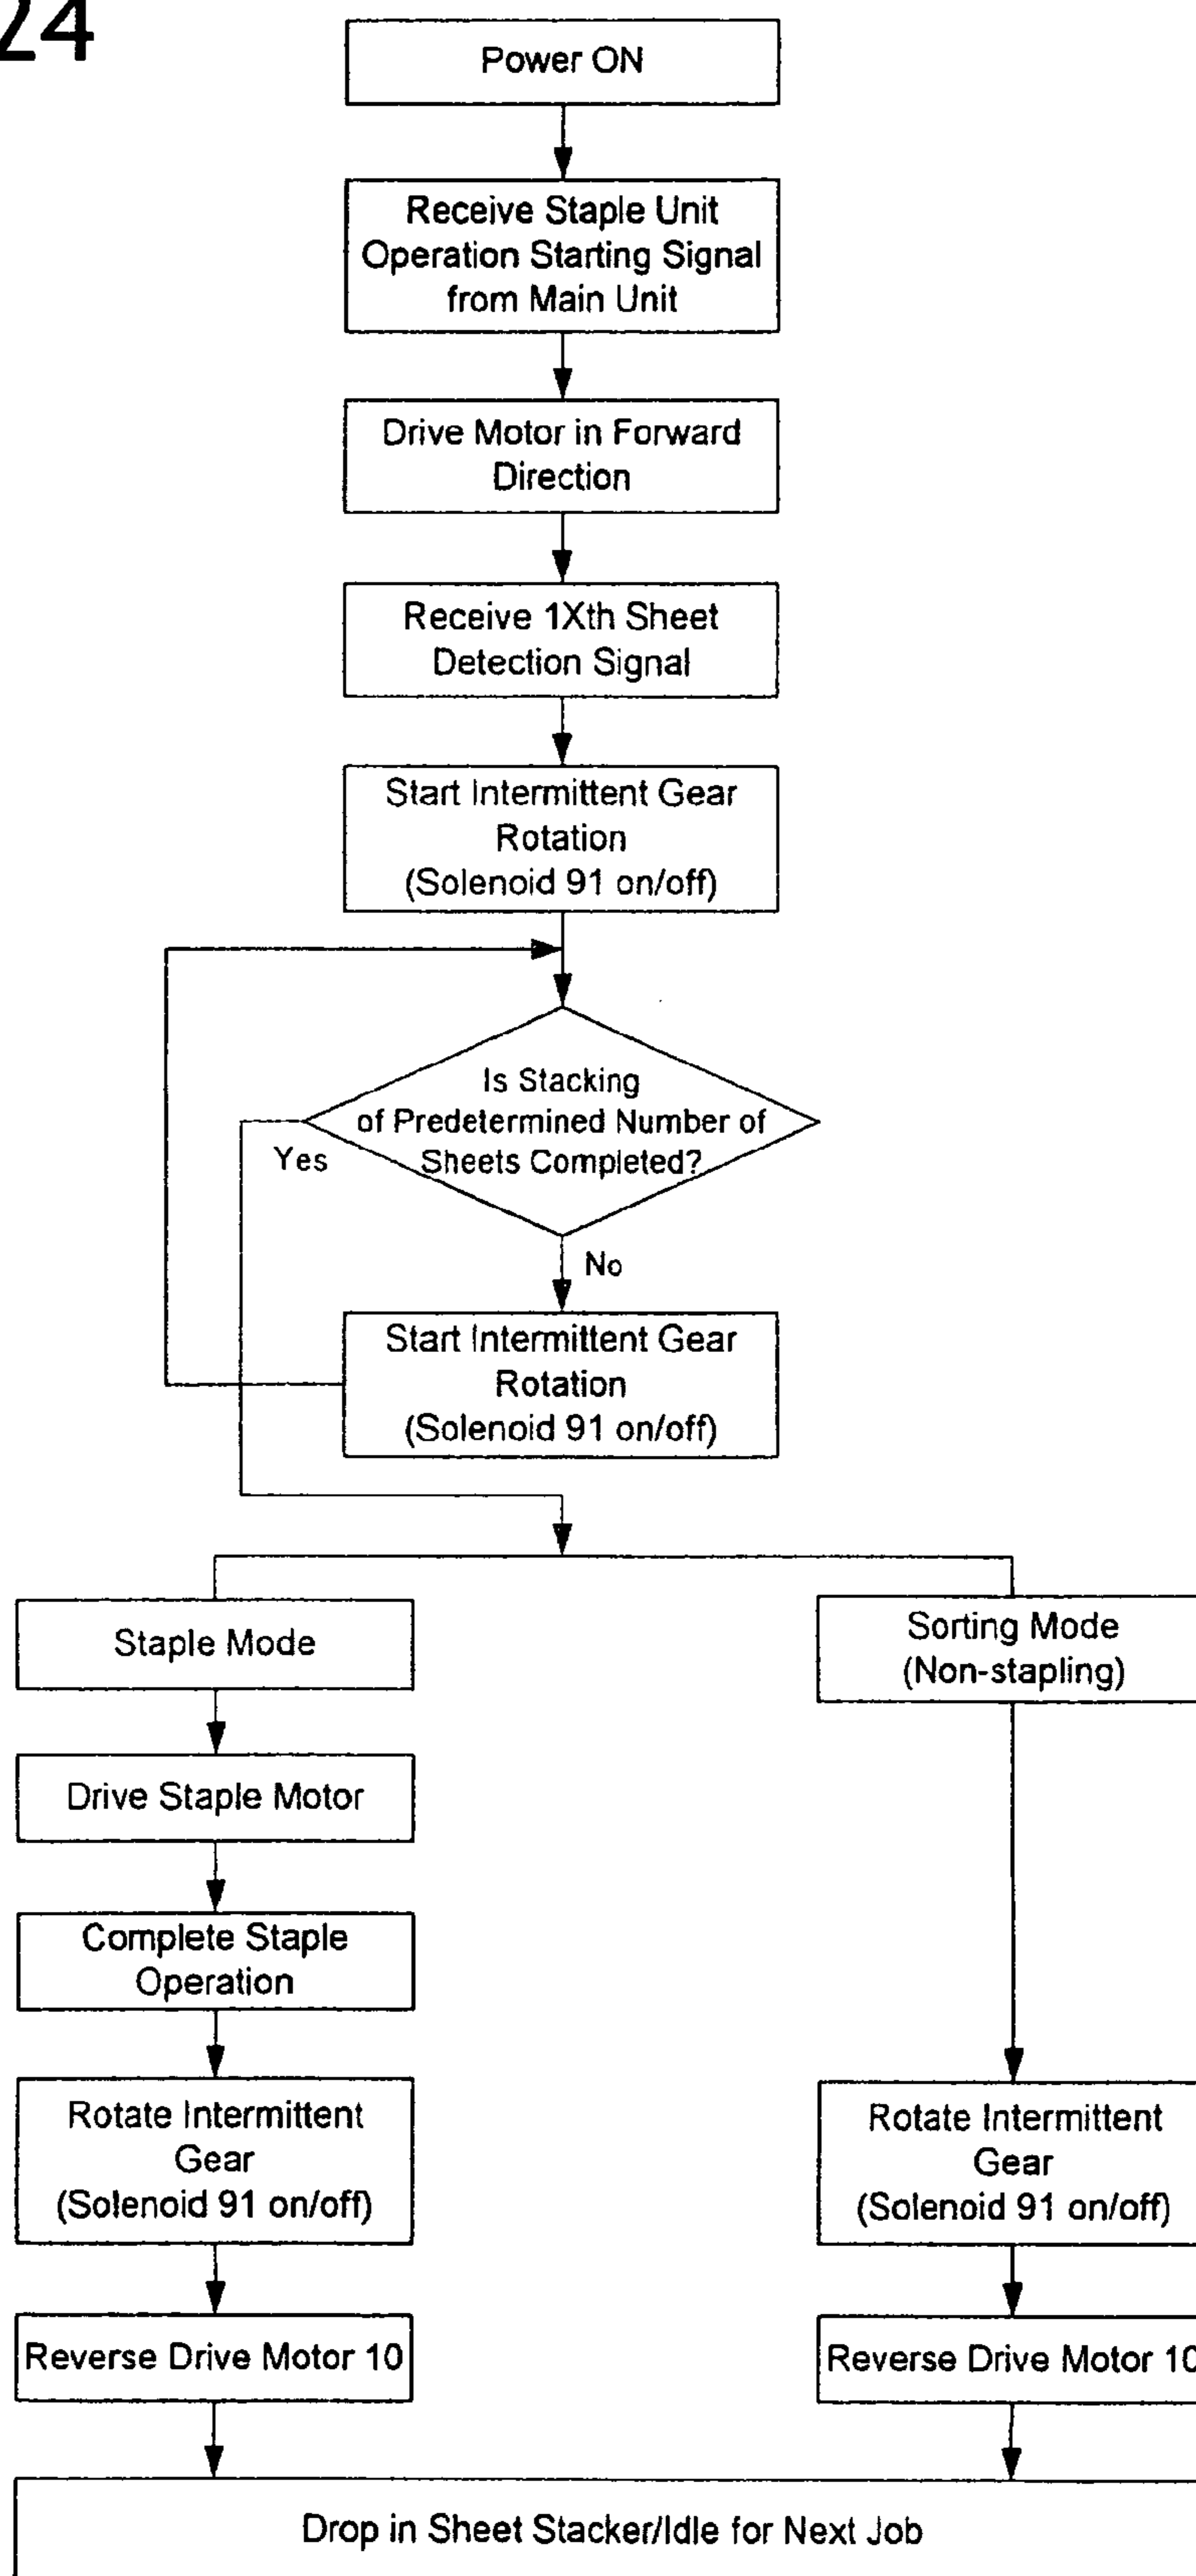 24
Power ON
Receive Staple Unit
Operation Starting Signal
from Main Unit
Drive Motor in Forward
Direction
Receive 1Xth Sheet
Detection Signal
Start Intermittent Gear
Rotation
(Solenoid 91 on/off)
Is Stacking
of Predetermined Number of
Sheets Completed?
Yes
No
Start Intermittent Gear
Rotation
(Solenoid 91 on/off)
Staple Mode
Drive Staple Motor
Complete Staple
Operation
Rotate Intermittent
Gear
(Solenoid 91 on/off)
Reverse Drive Motor 10
Sorting Mode
(Non-stapling)
Rotate Intermittent
Gear
(Solenoid 91 on/off)
Reverse Drive Motor 10
Drop in Sheet Stacker/Idle for Next Job